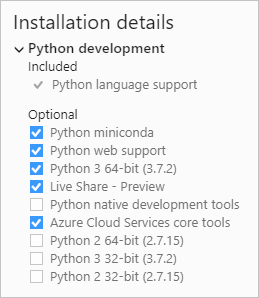 Installation details
Python development
Included
Python language support
Optional
Python miniconda
Python web support
Python 3 64-bit (3.7.2)
Live Share - Preview
Python native development tools
Azure Cloud Services core tools
Python 2 64-bit (2.7.15)
Python 3 32-bit (3.7.2)
Python 2 32-bit (2.7.15)